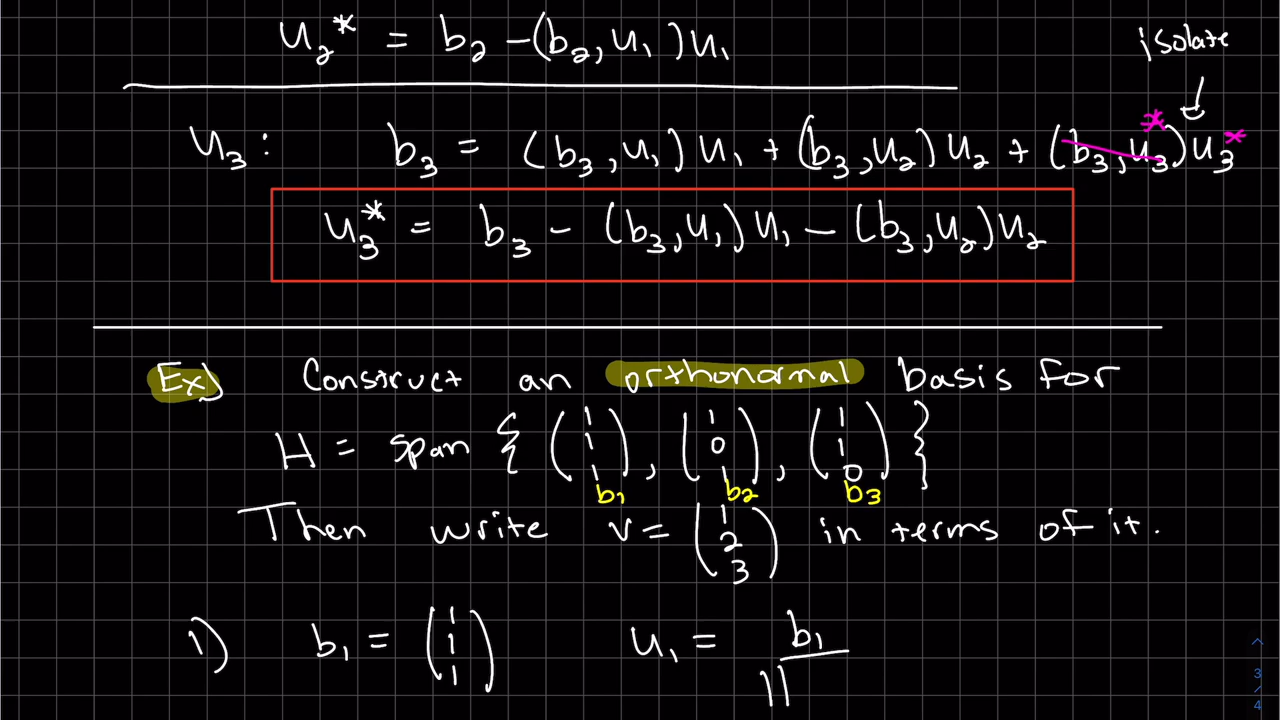 u₂* = b₂ - (b₂, u₁)u₁
isolate
u₃: b₃ = (b₃, u₁)u₁ + (b₃, u₂)u₂ + (b₃, u₃*)u₃*
u₃* = b₃ - (b₃, u₁)u₁ - (b₃, u₂)u₂
Ex) Construct an orthonormal basis for
H = span { (1 1 1), (1 0 1), (1 1 0) }
b₁ b₂ b₃
Then write v = (1 2 3) in terms of it.
1) b₁ = (1 1 1) u₁ = b₁ / ||
3/4